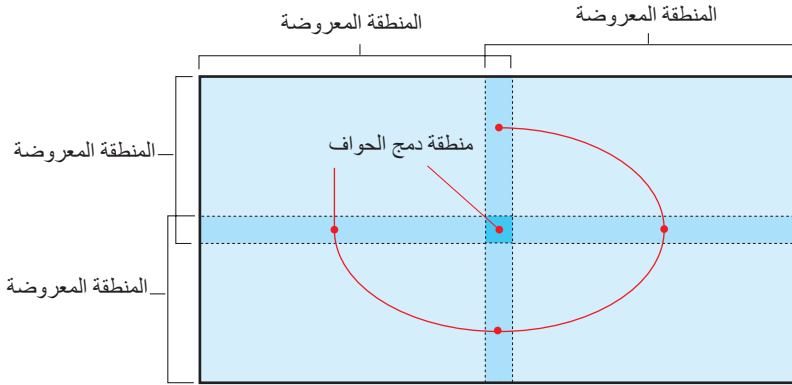 المنطقة المعروضة
المنطقة المعروضة
منطقة دمج الحواف
المنطقة المعروضة
المنطقة المعروضة